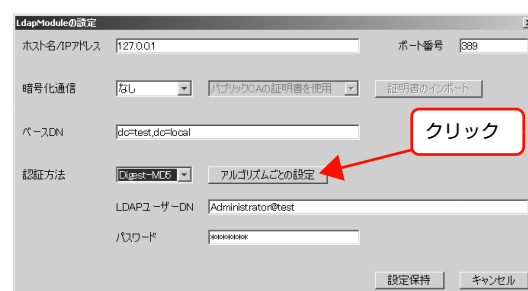 LdapModuleの設定
ホスト名/IPアドレス 127.0.0.1 ポート番号 389
暗号化通信 なし パブリックCAの証明書を使用 証明書のインポート
ベースDN dc=test,dc=local
クリック
認証方法 Digest-MD5 アルゴリズムごとの設定
LDAPユーザーDN Administrator@test
パスワード ********
設定保持 キャンセル